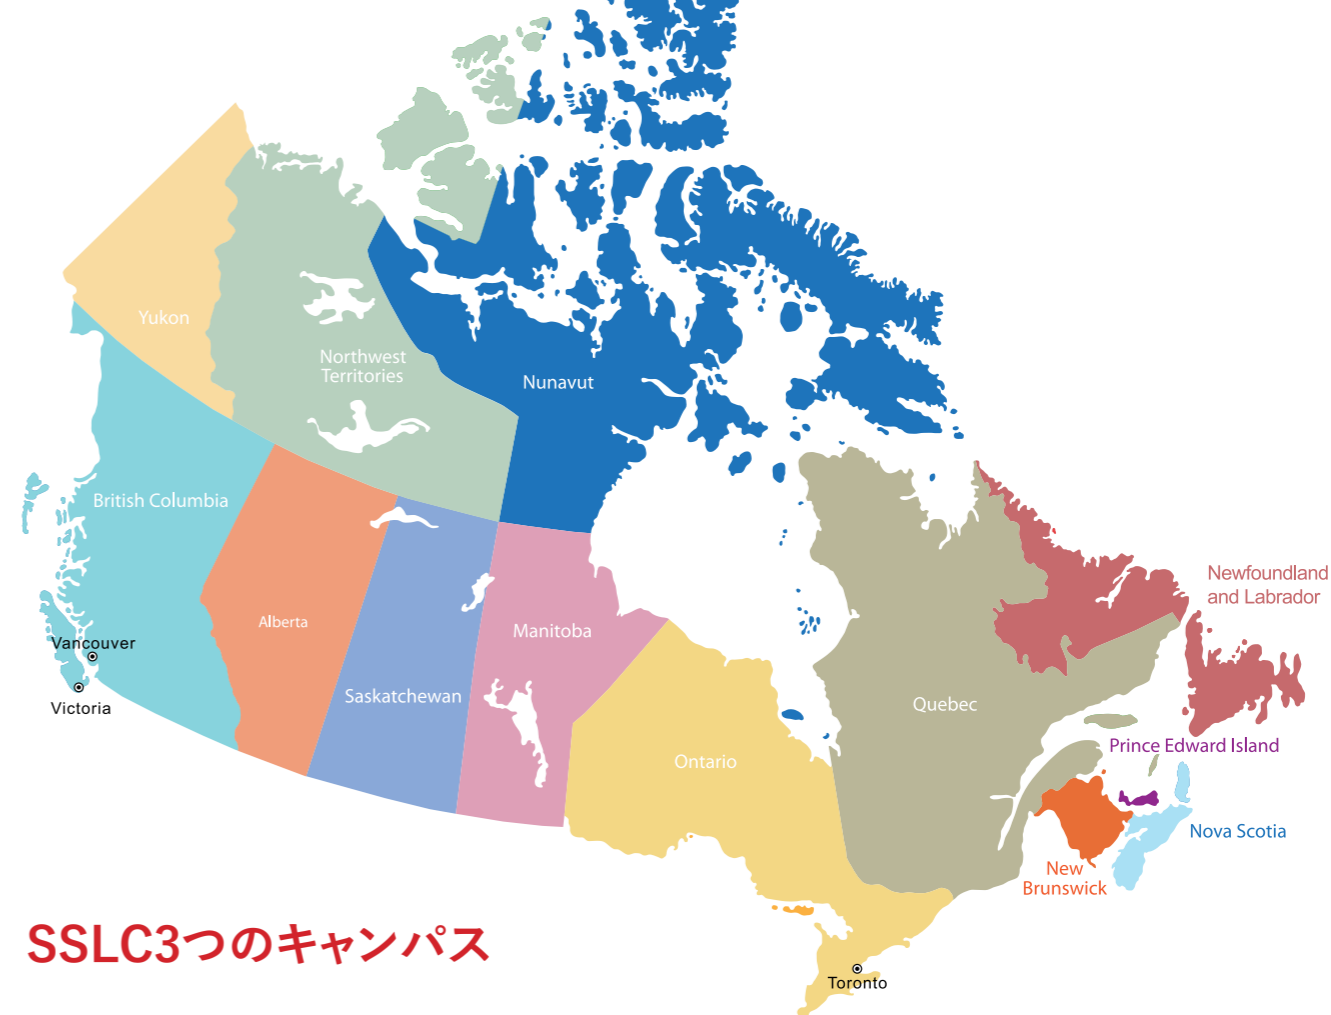 Yukon
Northwest
Territories
Nunavut
British Columbia
Alberta
Saskatchewan
Manitoba
Ontario
Quebec
Newfoundland
and Labrador
Prince Edward Island
Nova Scotia
New
Brunswick
Vancouver
Victoria
Toronto
SSLC3つのキャンパス